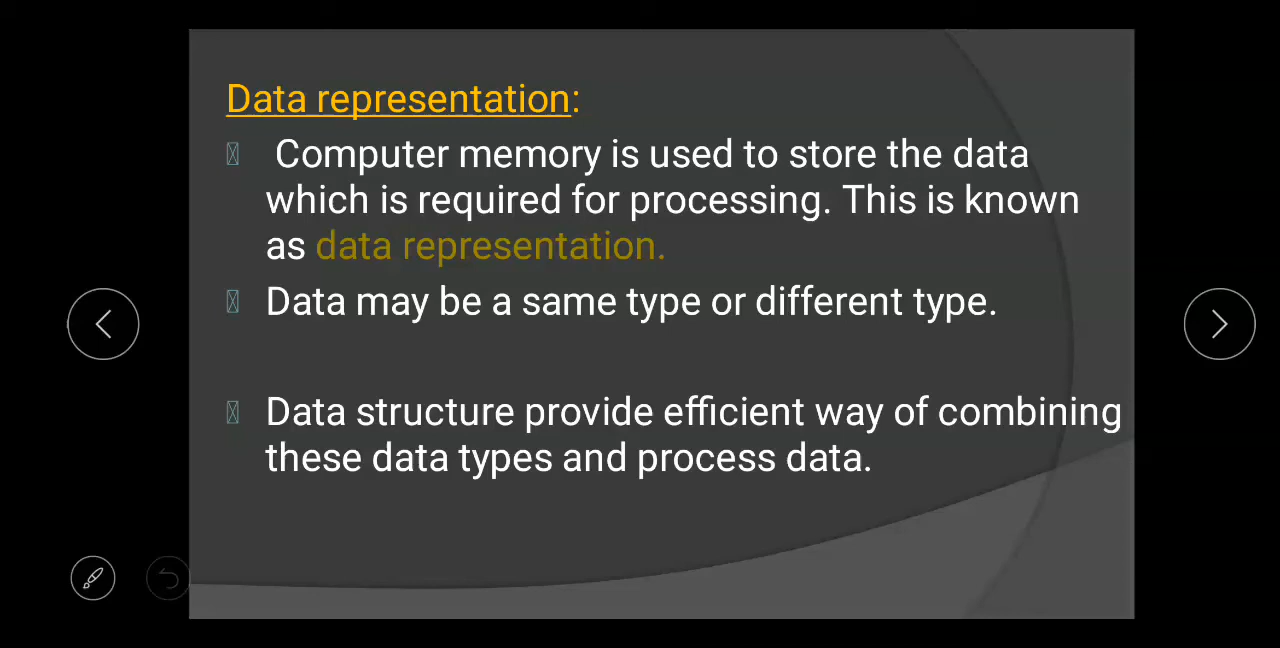 Data representation:
Computer memory is used to store the data
which is required for processing. This is known
as data representation.
Data may be a same type or different type.
Data structure provide efficient way of combining
these data types and process data.